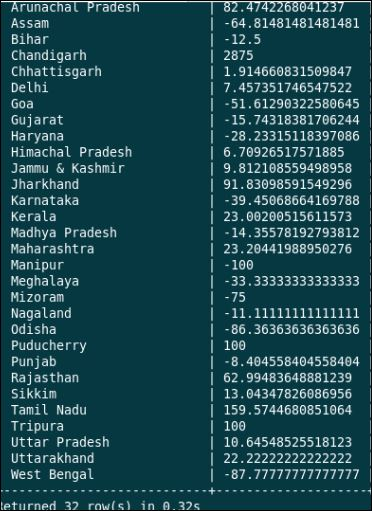 Arunachal Pradesh | 82.4742268041237
Assam | -64.81481481481481
Bihar | -12.5
Chandigarh | 2875
Chhattisgarh | 1.914660831509847
Delhi | 7.457351746547522
Goa | -51.61290322580645
Gujarat | -15.74318381706244
Haryana | -28.23315118397086
Himachal Pradesh | 6.70926517571885
Jammu & Kashmir | 9.812108559498958
Jharkhand | 91.83098591549296
Karnataka | -39.45068664169788
Kerala | 23.00200515611573
Madhya Pradesh | -14.35578192793812
Maharashtra | 23.20441988950276
Manipur | -100
Meghalaya | -33.33333333333333
Mizoram | -75
Nagaland | -11.11111111111111
Odisha | -86.36363636363636
Puducherry | 100
Punjab | -8.404558404558404
Rajasthan | 62.99483648881239
Sikkim | 13.04347826086956
Tamil Nadu | 159.5744680851064
Tripura | 100
Uttar Pradesh | 10.64548525518123
Uttarakhand | 22.22222222222222
West Bengal | -87.77777777777777
Returned 32 row(s) in 0.32s